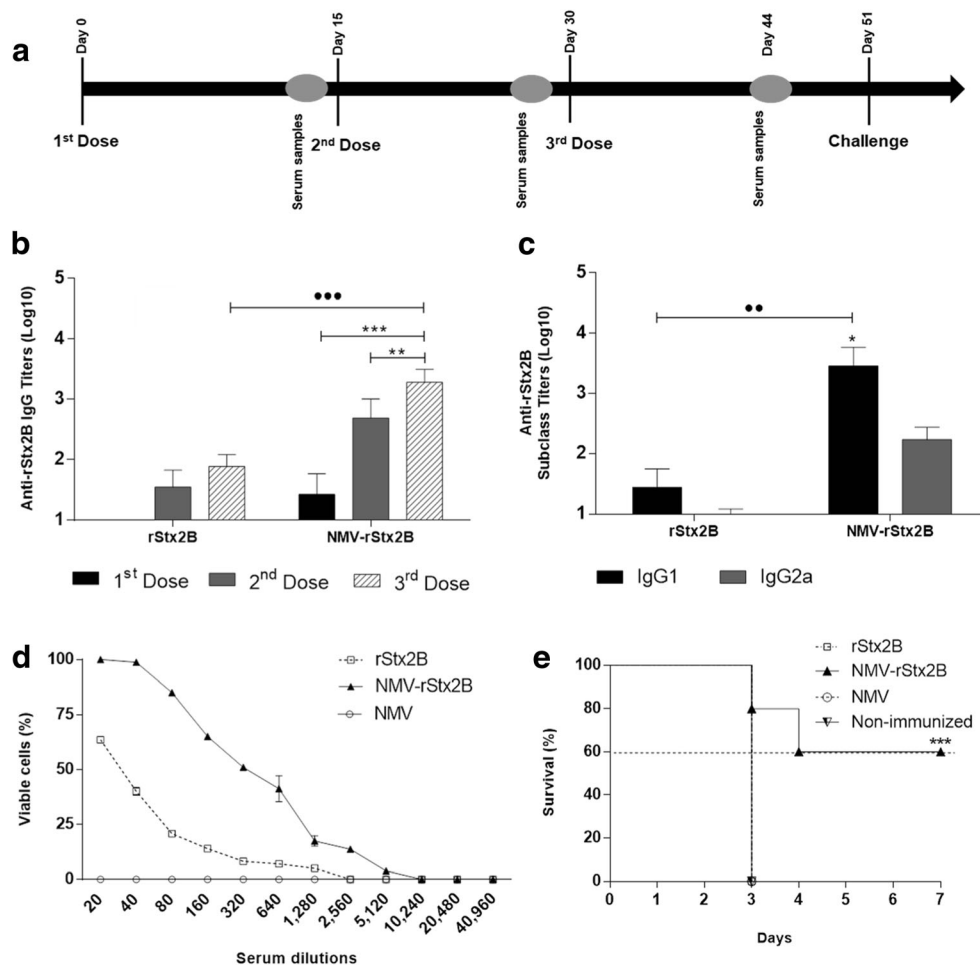 a
Day 0
Day 15
Day 30
Day 44
Day 51
1st Dose
Serum samples
2nd Dose
Serum samples
3rd Dose
Serum samples
Challenge
b
Anti-rStx2B IgG Titers (Log10)
5
4
3
2
1
•••
***
**
rStx2B
NMV-rStx2B
1st Dose
2nd Dose
3rd Dose
c
Anti-rStx2B
Subclass Titers (Log10)
5
4
3
2
1
••
*
rStx2B
NMV-rStx2B
IgG1
IgG2a
d
Viable cells (%)
100
75
50
25
0
rStx2B
NMV-rStx2B
NMV
20
40
80
160
320
640
1,280
2,560
5,120
10,240
20,480
40,960
Serum dilutions
e
Survival (%)
100
80
60
40
20
0
rStx2B
NMV-rStx2B
NMV
Non-immunized
***
0
1
2
3
4
5
6
7
Days